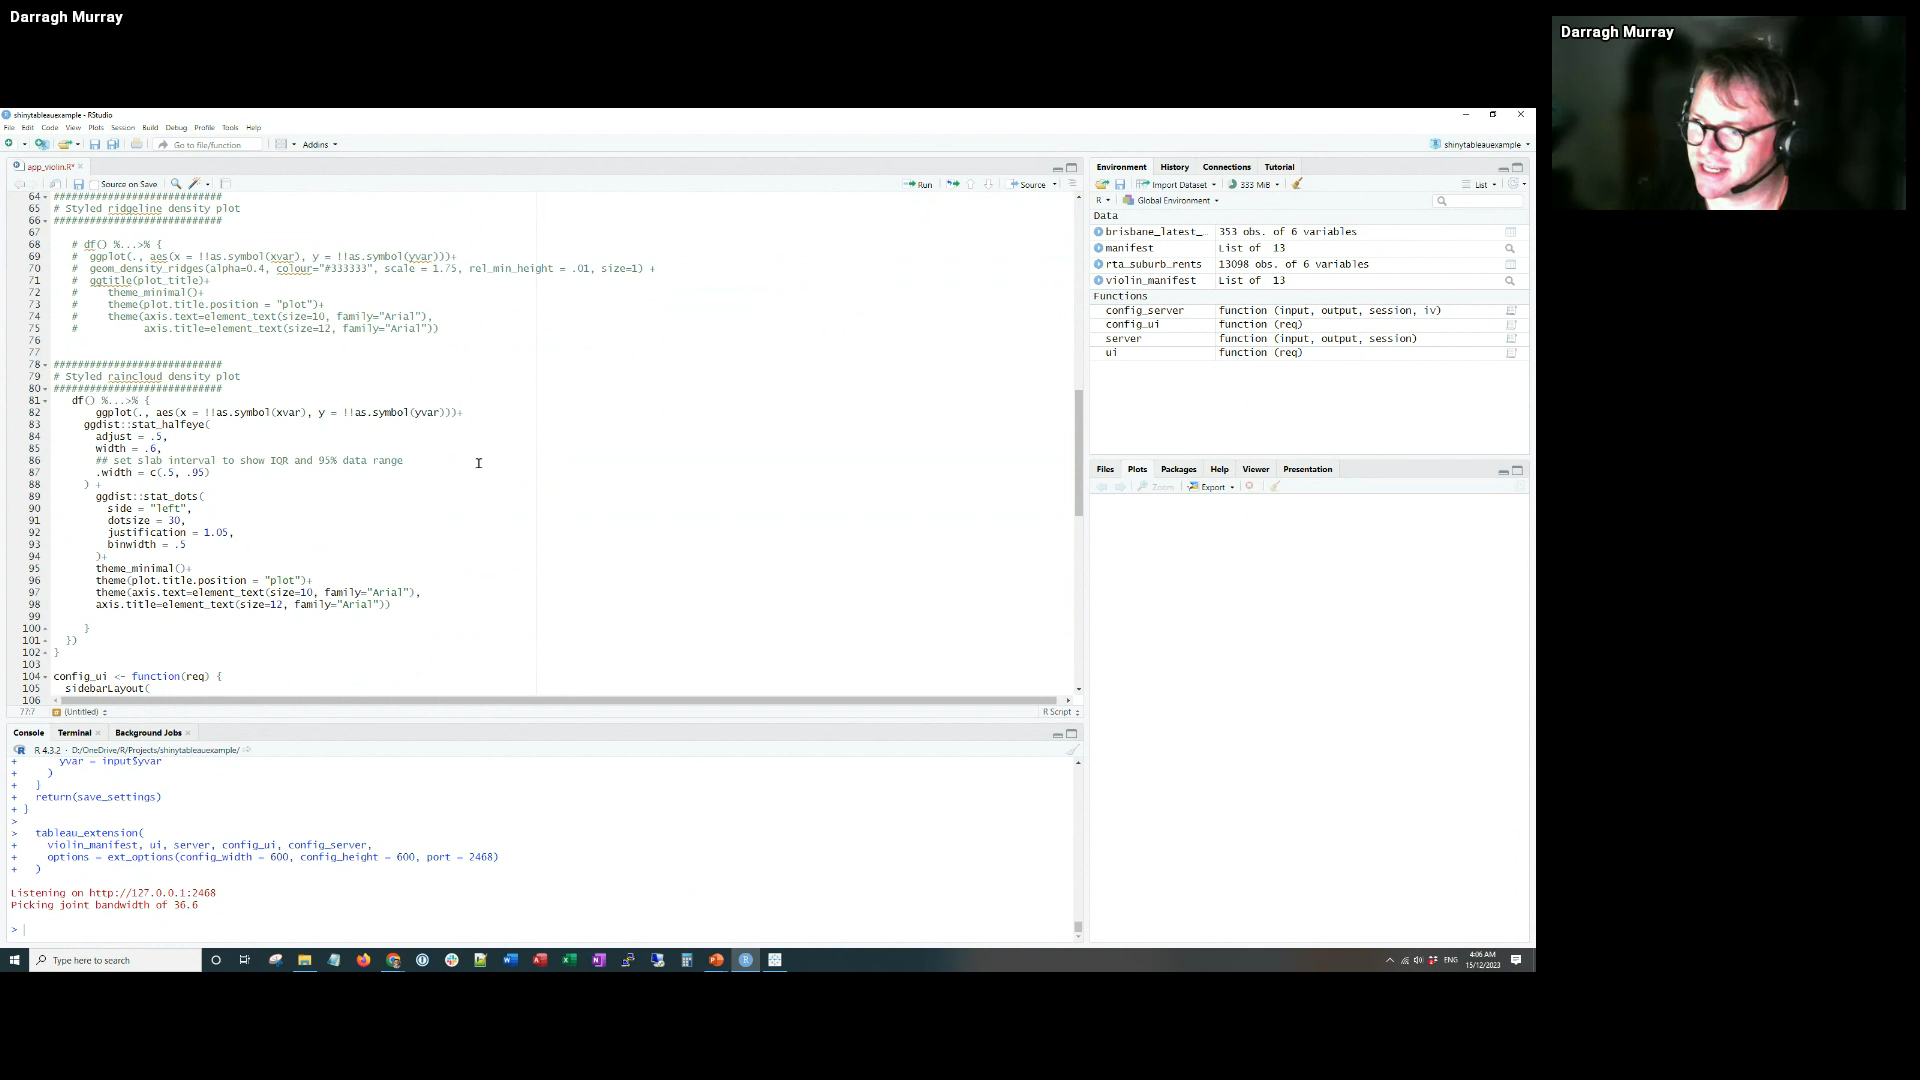 Darragh Murray
Darragh Murray
shinytableauexample - RStudio
File Edit Code View Plots Session Build Debug Profile Tools Help
Go to file/function
Addins
shinytableauexample
app_violin.R*
Source on Save
Run
Source
64 ############################
65 # Styled ridgeline density plot
66 ############################
67
68 # df() %...>% {
69 # ggplot(., aes(x = !!as.symbol(xvar), y = !!as.symbol(yvar)))+
70 # geom_density_ridges(alpha=0.4, colour="#333333", scale = 1.75, rel_min_height = .01, size=1) +
71 # ggtitle(plot_title)+
72 # theme_minimal()+
73 # theme(plot.title.position = "plot")+
74 # theme(axis.text=element_text(size=10, family="Arial"),
75 # axis.title=element_text(size=12, family="Arial"))
76
77
78 ############################
79 # Styled raincloud density plot
80 ############################
81 df() %...>% {
82 ggplot(., aes(x = !!as.symbol(xvar), y = !!as.symbol(yvar)))+
83 ggdist::stat_halfeye(
84 adjust = .5,
85 width = .6,
86 ## set slab interval to show IQR and 95% data range
87 .width = c(.5, .95)
88 ) +
89 ggdist::stat_dots(
90 side = "left",
91 dotsize = 30,
92 justification = 1.05,
93 binwidth = .5
94 )+
95 theme_minimal()+
96 theme(plot.title.position = "plot")+
97 theme(axis.text=element_text(size=10, family="Arial"),
98 axis.title=element_text(size=12, family="Arial"))
99
100 }
101 })
102 }
103
104 config_ui <- function(req) {
105 sidebarLayout(
106
77:7 (Untitled) R Script
Console Terminal Background Jobs
R 4.3.2 · D:/OneDrive/R/Projects/shinytableauexample/
+ yvar = input$yvar
+ )
+ }
+ return(save_settings)
+ }
>
> tableau_extension(
+ violin_manifest, ui, server, config_ui, config_server,
+ options = ext_options(config_width = 600, config_height = 600, port = 2468)
+ )
Listening on http://127.0.0.1:2468
Picking joint bandwidth of 36.6
>
Environment History Connections Tutorial
Import Dataset 333 MiB List
R Global Environment
Data
brisbane_latest_… 353 obs. of 6 variables
manifest List of 13
rta_suburb_rents 13098 obs. of 6 variables
violin_manifest List of 13
Functions
config_server function (input, output, session, iv)
config_ui function (req)
server function (input, output, session)
ui function (req)
Files Plots Packages Help Viewer Presentation
Zoom Export
Type here to search
ENG
4:06 AM
15/12/2023